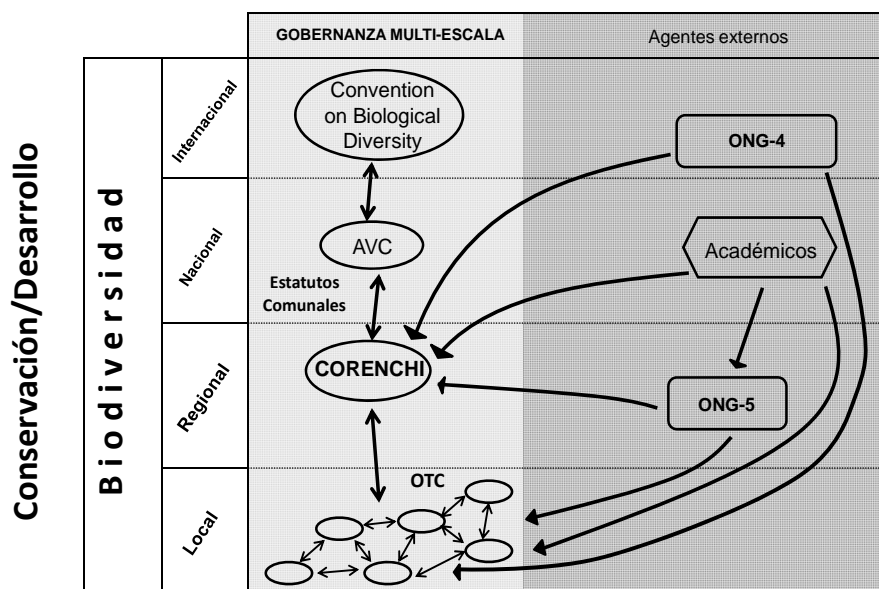 GOBERNANZA MULTI-ESCALA
Agentes externos
Conservación/Desarrollo
Biodiversidad
Internacional
Convention
on Biological
Diversity
ONG-4
Nacional
AVC
Académicos
Estatutos
Comunales
Regional
CORENCHI
ONG-5
Local
OTC